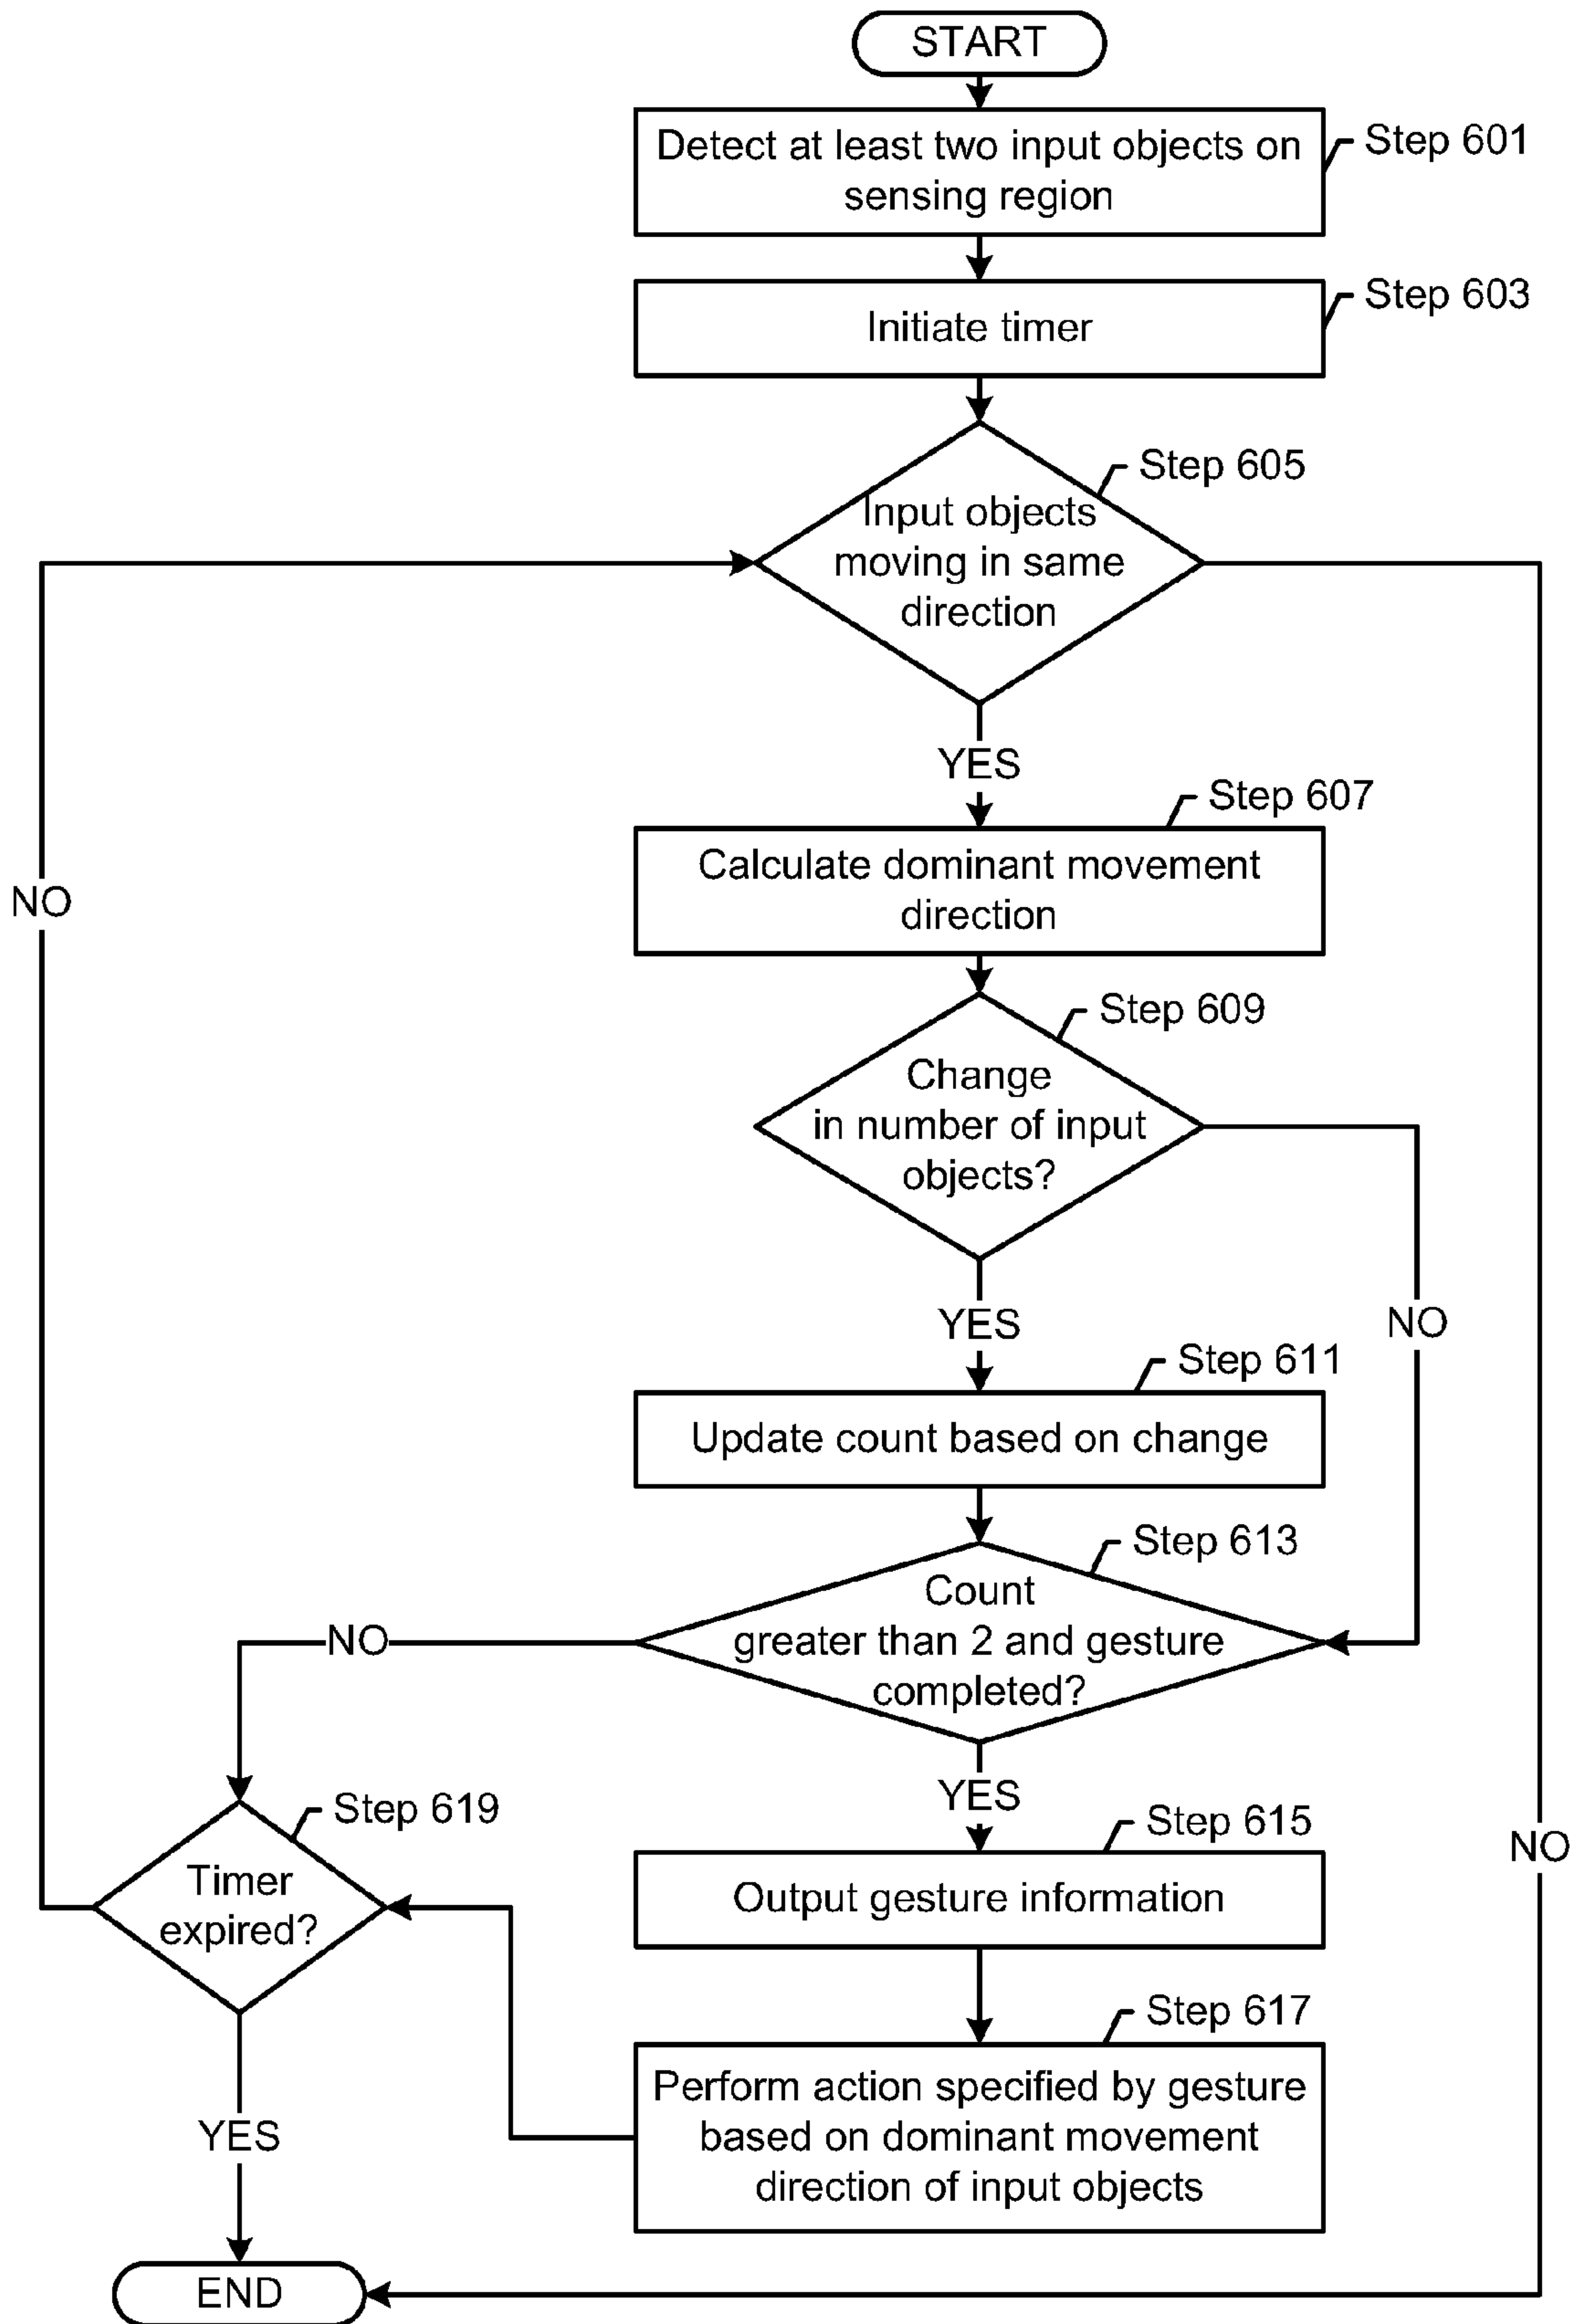 START
Detect at least two input objects on
sensing region
Step 601
Initiate timer
Step 603
Step 605
Input objects
moving in same
direction
YES
Step 607
Calculate dominant movement
direction
NO
Step 609
Change
in number of input
objects?
YES
NO
Step 611
Update count based on change
Step 613
Count
greater than 2 and gesture
completed?
NO
YES
Step 619
Timer
expired?
Step 615
Output gesture information
NO
Step 617
Perform action specified by gesture
based on dominant movement
direction of input objects
YES
END